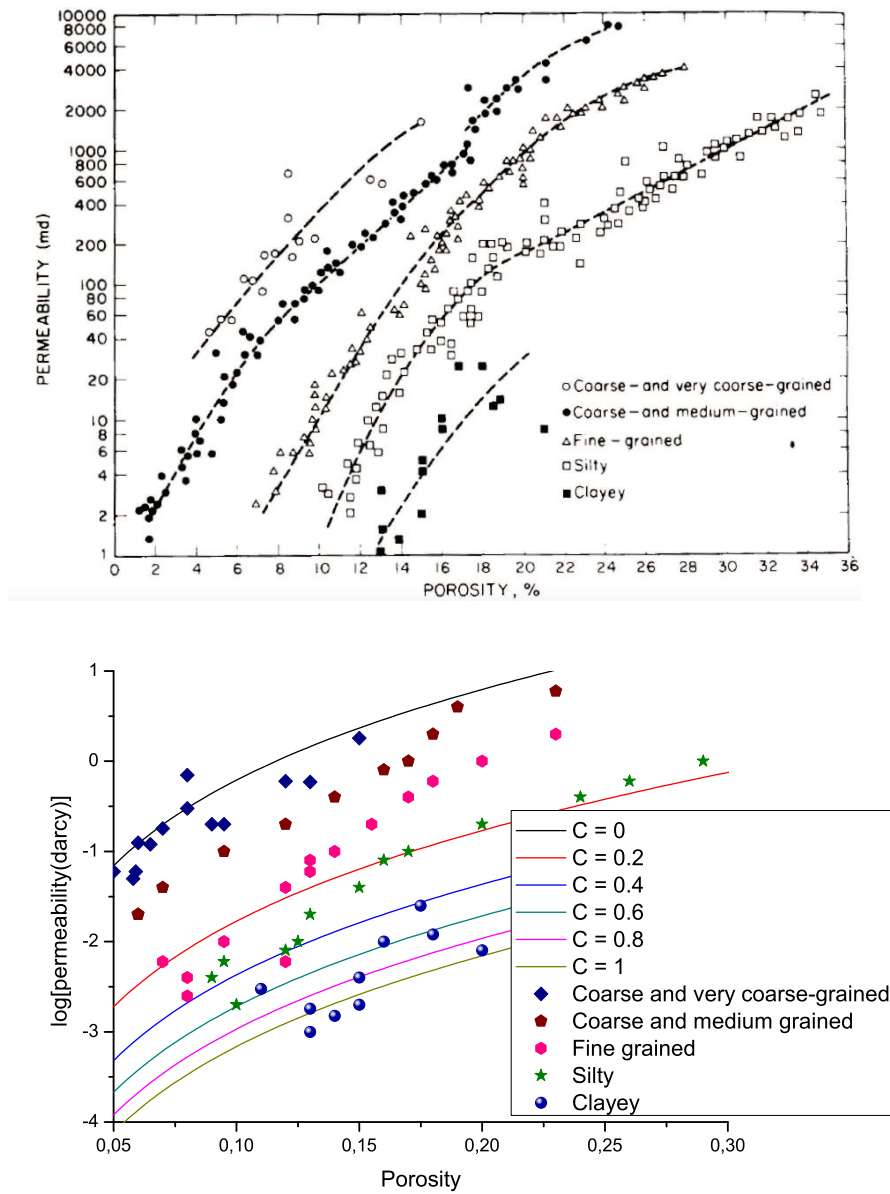 10000
8000
6000
4000
2000
1000
800
600
400
200
100
80
60
40
20
10
8
6
4
2
1
PERMEABILITY (md)
0 2 4 6 8 10 12 14 16 18 20 22 24 26 28 30 32 34 36
POROSITY, %
Coarse-and very coorse-grained
Coarse-and medium-grained
Fine-grained
Silty
Clayey
1
0
-1
-2
-3
-4
log[permeability(darcy)]
0,05 0,10 0,15 0,20 0,25 0,30
Porosity
C = 0
C = 0.2
C = 0.4
C = 0.6
C = 0.8
C = 1
Coarse and very coarse-grained
Coarse and medium grained
Fine grained
Silty
Clayey